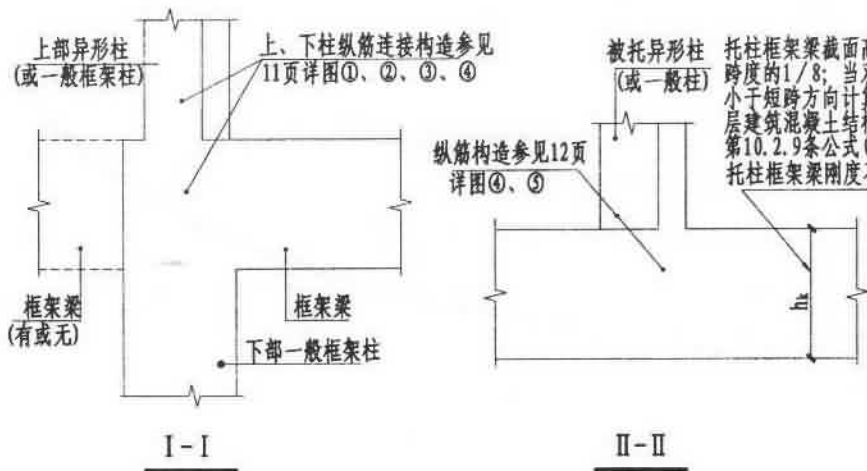 上部异形柱
(或一般框架柱)
上、下柱纵筋连接构造参见
11页详图①、②、③、④
框架梁
(有或无)
框架梁
下部一般框架柱
I-I
被托异形柱
(或一般柱)
托柱框架梁截面高
跨度的1/8；当
小于短跨方向计
层建筑混凝土结构
第10.2.9条公式
托柱框架梁刚度
纵筋构造参见12页
详图④、⑤
hk
II-II